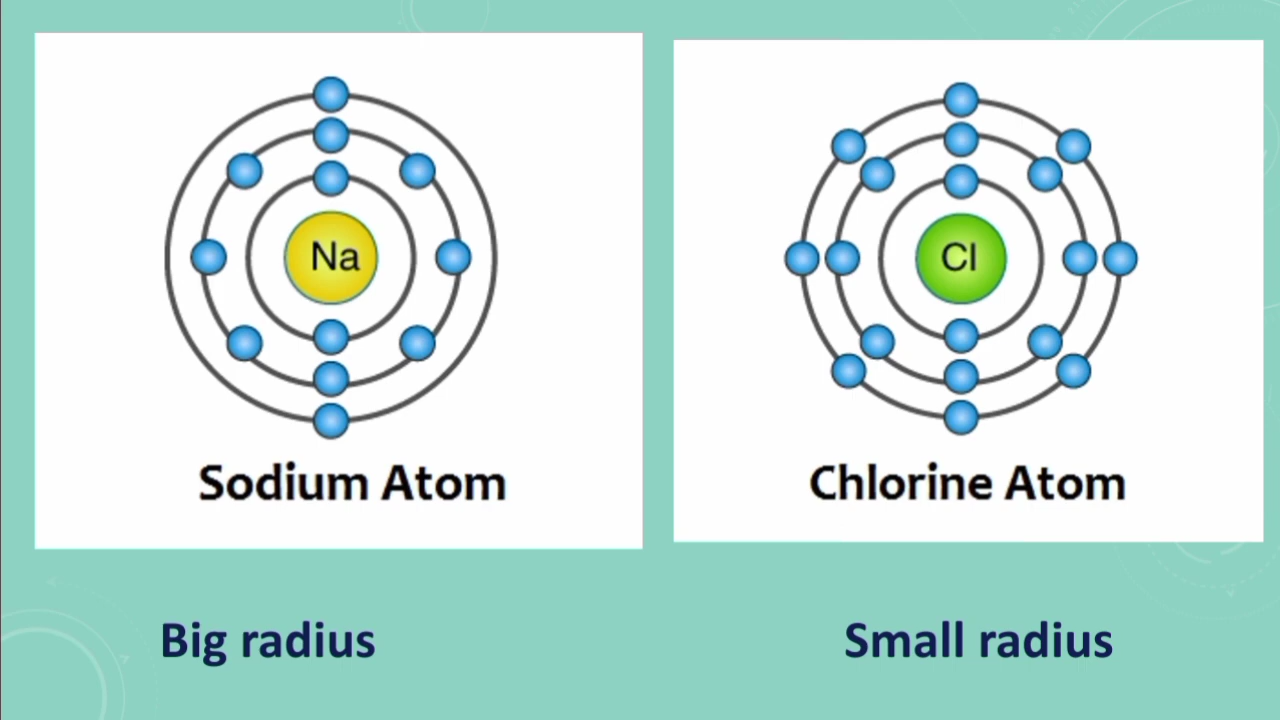 Na
Cl
Sodium Atom
Chlorine Atom
Big radius
Small radius